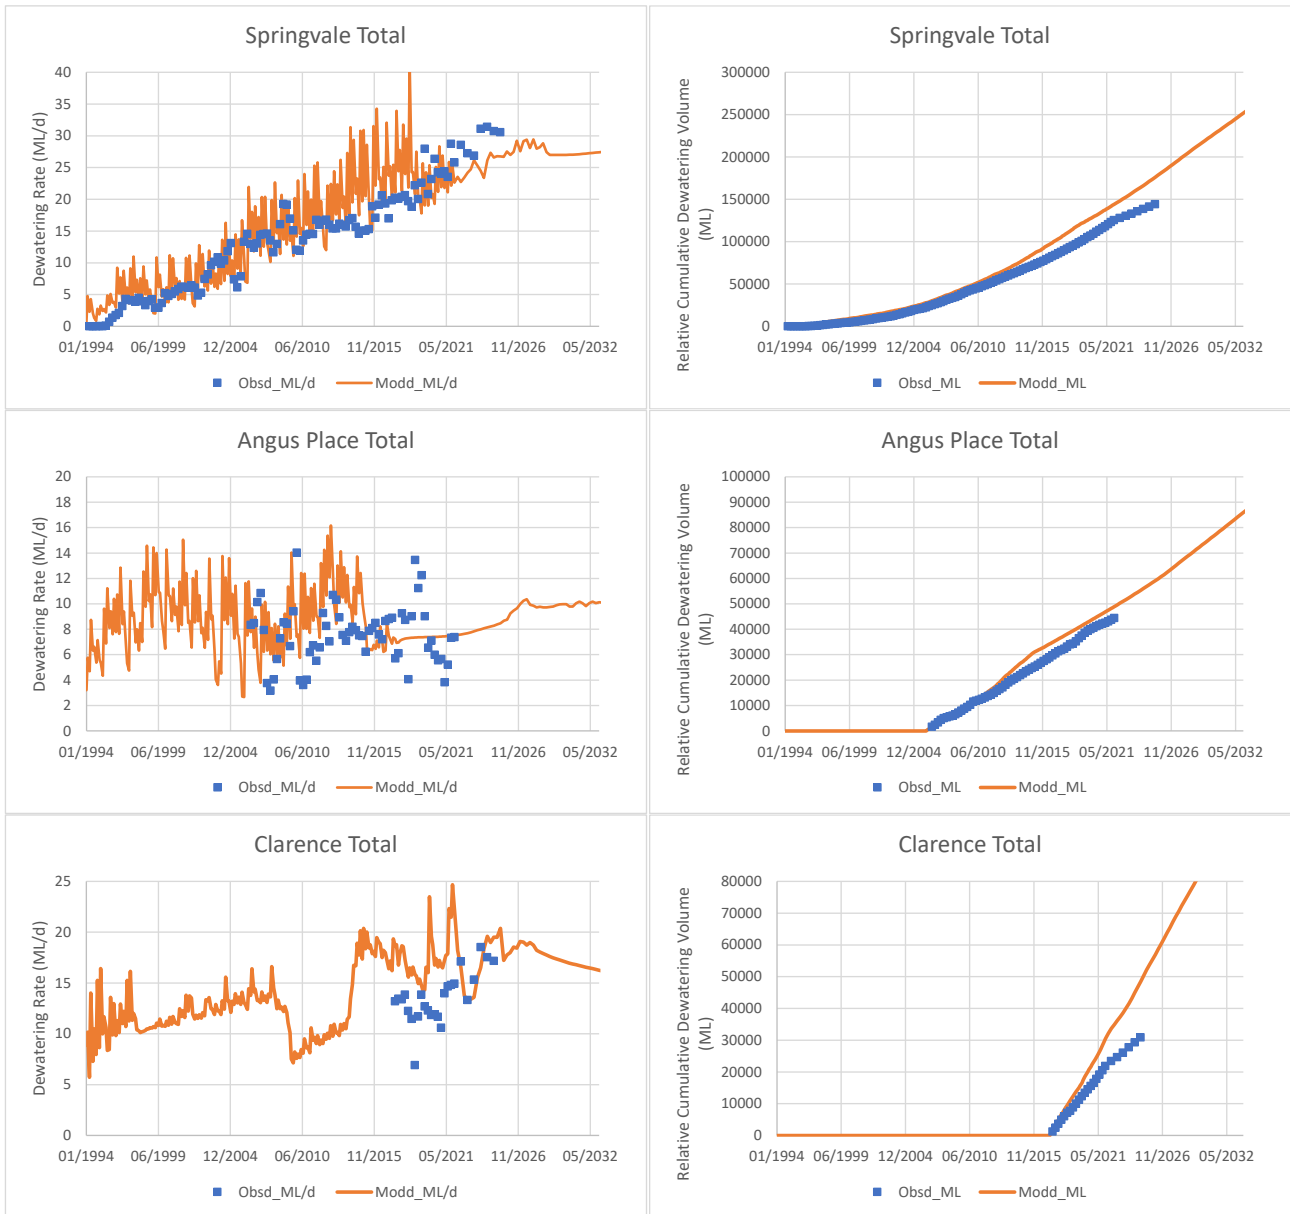 Springvale Total
Dewatering Rate (ML/d)
40
35
30
25
20
15
10
5
0
01/1994 06/1999 12/2004 06/2010 11/2015 05/2021 11/2026 05/2032
Obsd_ML/d Modd_ML/d
Springvale Total
Relative Cumulative Dewatering Volume
(ML)
300000
250000
200000
150000
100000
50000
0
01/1994 06/1999 12/2004 06/2010 11/2015 05/2021 11/2026 05/2032
Obsd_ML Modd_ML
Angus Place Total
Dewatering Rate (ML/d)
20
18
16
14
12
10
8
6
4
2
0
01/1994 06/1999 12/2004 06/2010 11/2015 05/2021 11/2026 05/2032
Obsd_ML/d Modd_ML/d
Angus Place Total
Relative Cumulative Dewatering Volume
(ML)
100000
90000
80000
70000
60000
50000
40000
30000
20000
10000
0
01/1994 06/1999 12/2004 06/2010 11/2015 05/2021 11/2026 05/2032
Obsd_ML Modd_ML
Clarence Total
Dewatering Rate (ML/d)
25
20
15
10
5
0
01/1994 06/1999 12/2004 06/2010 11/2015 05/2021 11/2026 05/2032
Obsd_ML/d Modd_ML/d
Clarence Total
Relative Cumulative Dewatering Volume
(ML)
80000
70000
60000
50000
40000
30000
20000
10000
0
01/1994 06/1999 12/2004 06/2010 11/2015 05/2021 11/2026 05/2032
Obsd_ML Modd_ML